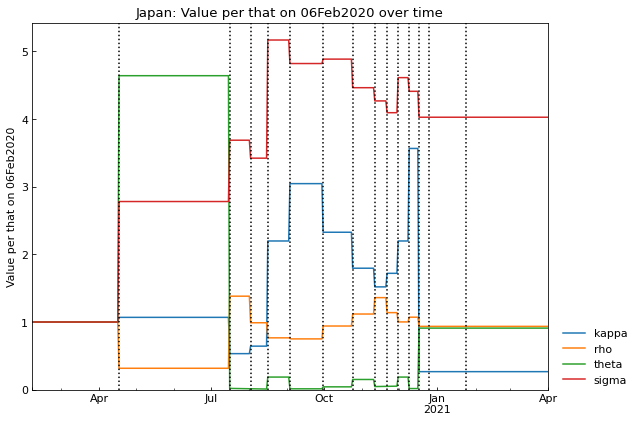 Japan: Value per that on 06Feb2020 over time
Value per that on 06Feb2020
5
4
3
2
1
0
Apr
Jul
Oct
Jan
2021
Apr
kappa
rho
theta
sigma